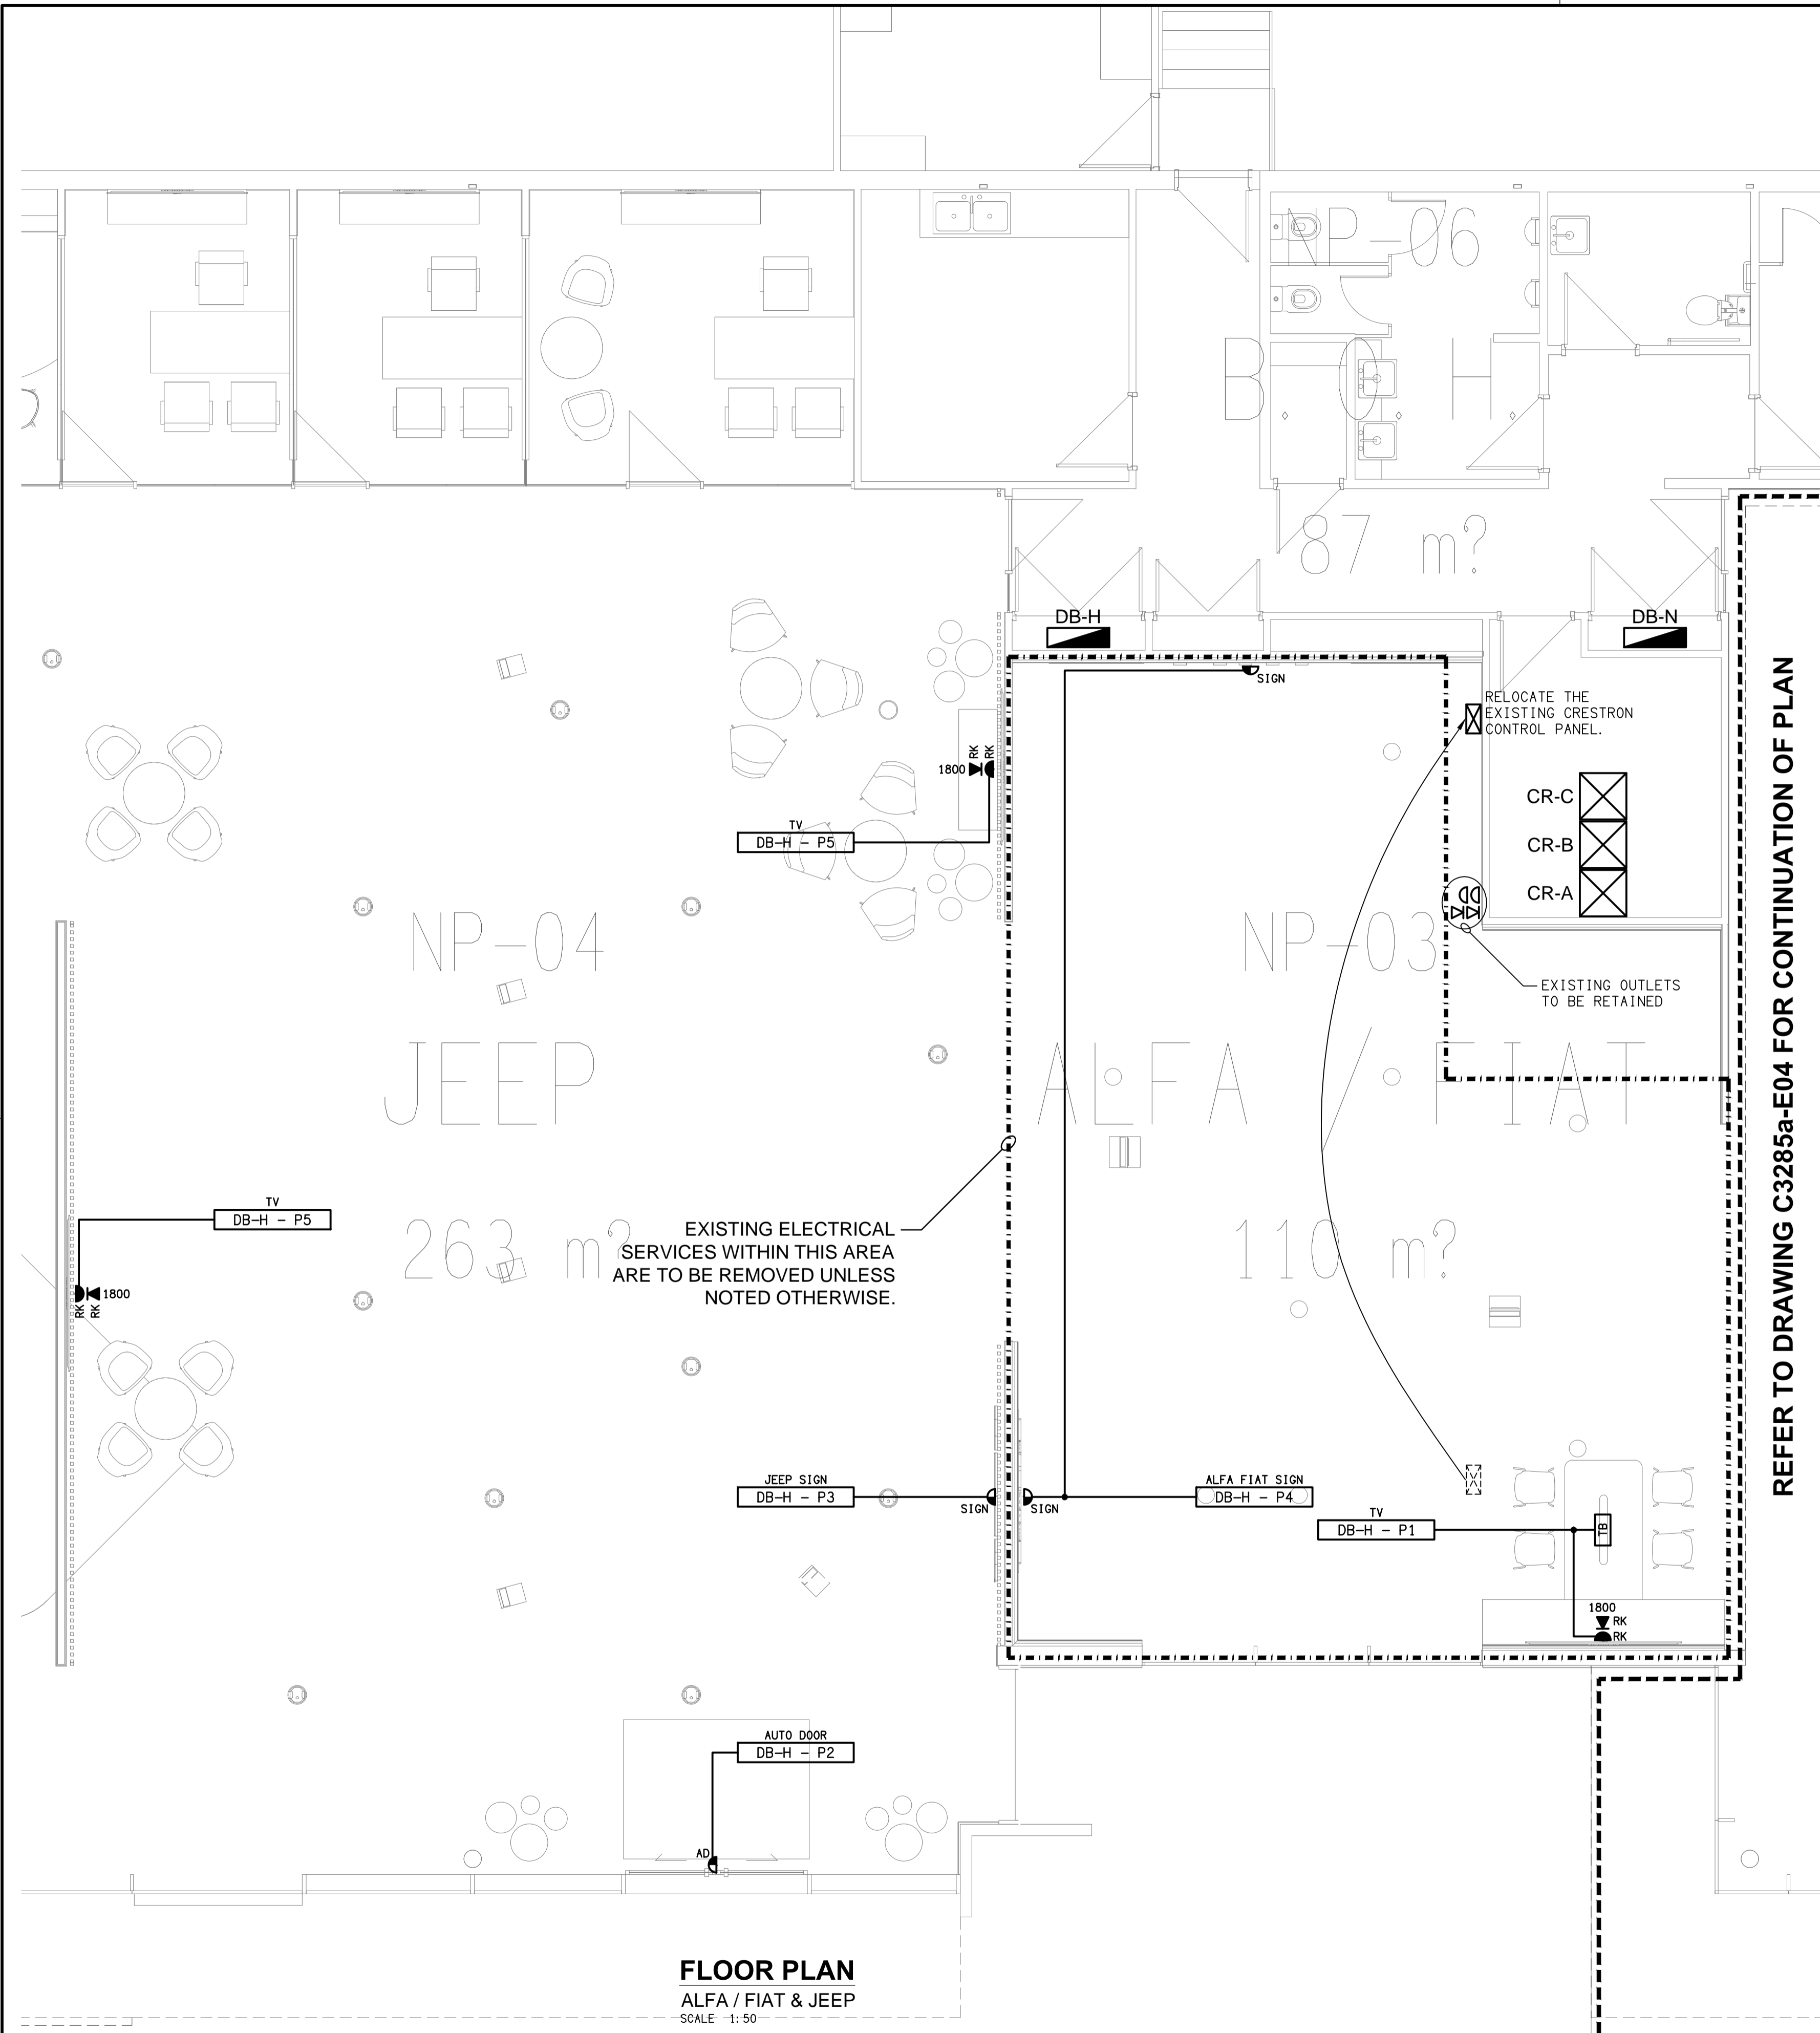 NP-06
BOH
87 m?
DB-H
DB-N
SIGN
RELOCATE THE
EXISTING CRESTRON
CONTROL PANEL.
RK
RK
1800
TV
DB-H - P5
CR-C
CR-B
CR-A
NP-04
JEEP
263 m?
NP-03
ALFA / FIAT
110 m?
EXISTING OUTLETS
TO BE RETAINED
REFER TO DRAWING C3285a-E04 FOR CONTINUATION OF PLAN
TV
DB-H - P5
1800
RK
RK
EXISTING ELECTRICAL
SERVICES WITHIN THIS AREA
ARE TO BE REMOVED UNLESS
NOTED OTHERWISE.
JEEP SIGN
DB-H - P3
SIGN
SIGN
ALFA FIAT SIGN
DB-H - P4
TV
DB-H - P1
TB
1800
RK
RK
AUTO DOOR
DB-H - P2
AD
FLOOR PLAN
ALFA / FIAT & JEEP
SCALE 1:50